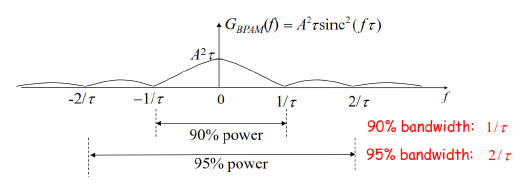 G_BPAM(f) = A²τsinc²(fτ)
A²τ
-2/τ –1/τ 0 1/τ 2/τ f
90% power
95% power
90% bandwidth: 1/τ
95% bandwidth: 2/τ